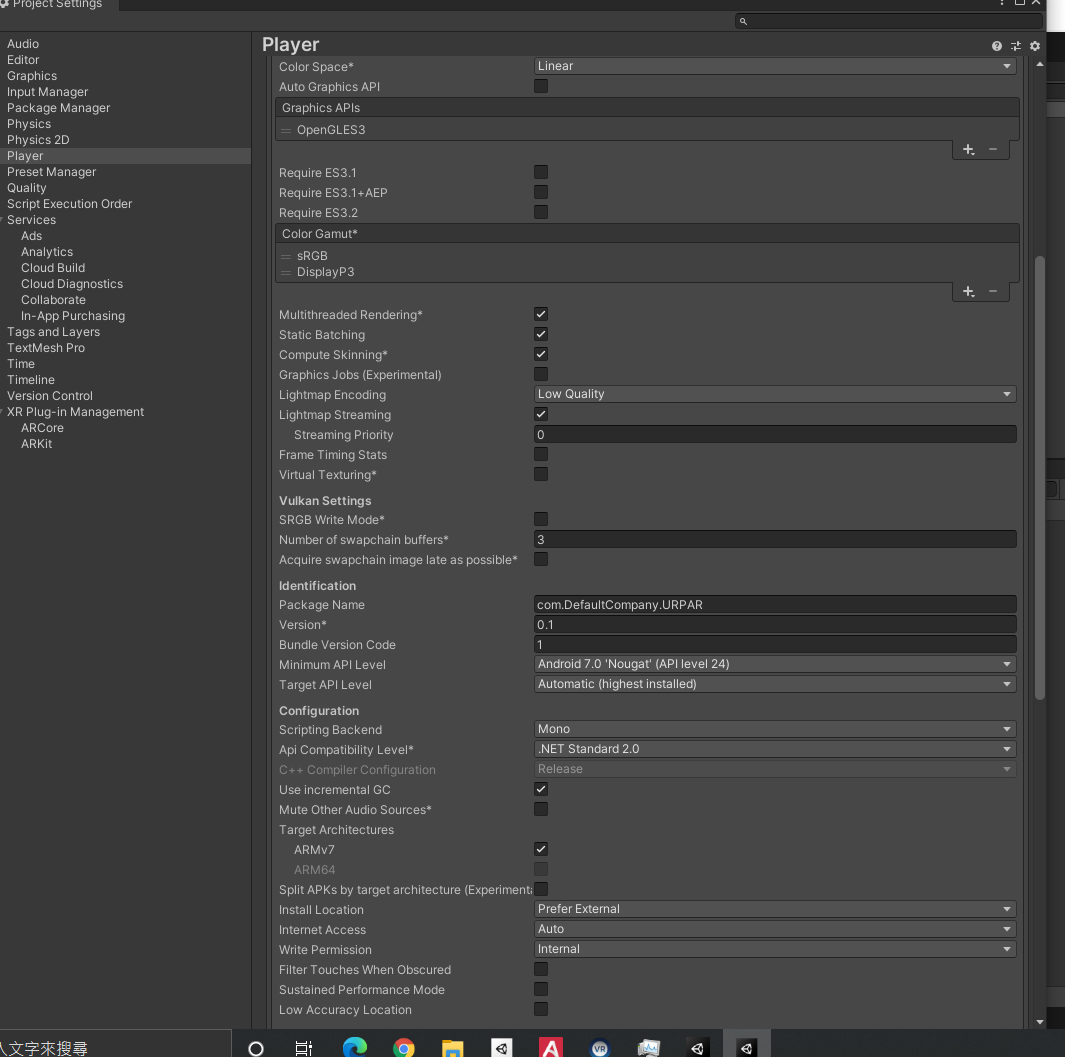 Project Settings
Audio
Editor
Graphics
Input Manager
Package Manager
Physics
Physics 2D
Player
Preset Manager
Quality
Script Execution Order
Services
Ads
Analytics
Cloud Build
Cloud Diagnostics
Collaborate
In-App Purchasing
Tags and Layers
TextMesh Pro
Time
Timeline
Version Control
XR Plug-in Management
ARCore
ARKit
Player
Color Space* Linear
Auto Graphics API
Graphics APIs
OpenGLES3
Require ES3.1
Require ES3.1+AEP
Require ES3.2
Color Gamut*
sRGB
DisplayP3
Multithreaded Rendering*
Static Batching
Compute Skinning*
Graphics Jobs (Experimental)
Lightmap Encoding Low Quality
Lightmap Streaming
Streaming Priority 0
Frame Timing Stats
Virtual Texturing*
Vulkan Settings
SRGB Write Mode*
Number of swapchain buffers* 3
Acquire swapchain image late as possible*
Identification
Package Name com.DefaultCompany.URPAR
Version* 0.1
Bundle Version Code 1
Minimum API Level Android 7.0 'Nougat' (API level 24)
Target API Level Automatic (highest installed)
Configuration
Scripting Backend Mono
Api Compatibility Level* .NET Standard 2.0
C++ Compiler Configuration Release
Use incremental GC
Mute Other Audio Sources*
Target Architectures
ARMv7
ARM64
Split APKs by target architecture (Experimenta
Install Location Prefer External
Internet Access Auto
Write Permission Internal
Filter Touches When Obscured
Sustained Performance Mode
Low Accuracy Location
入文字來搜尋
VR